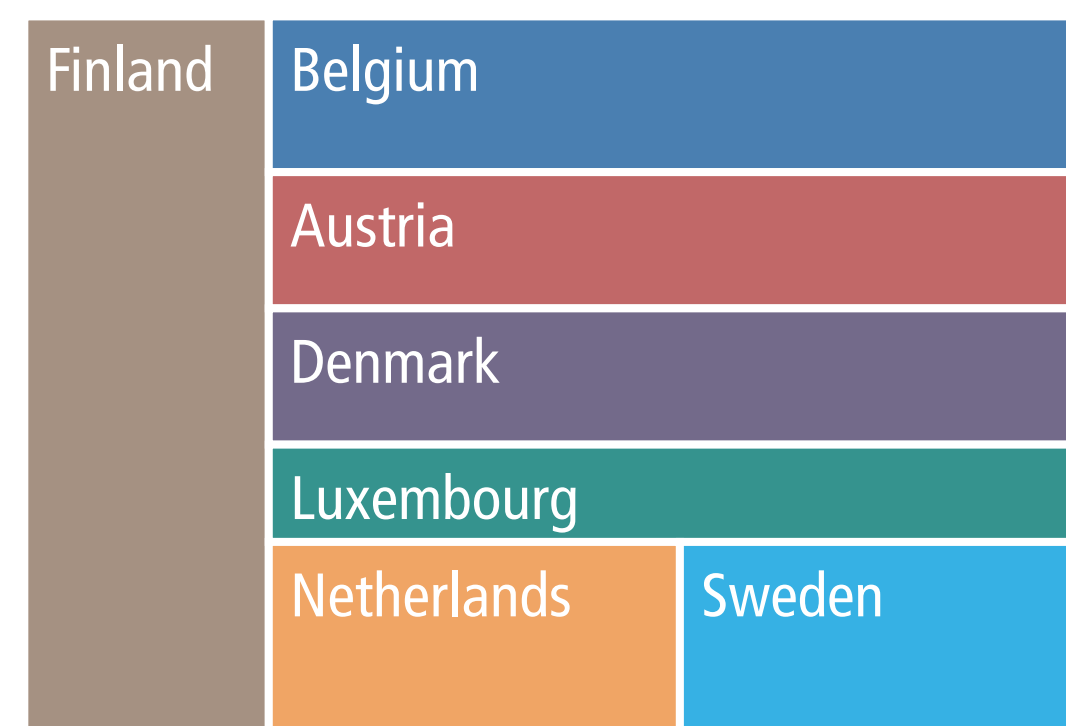 Finland
Belgium
Austria
Denmark
Luxembourg
Netherlands
Sweden